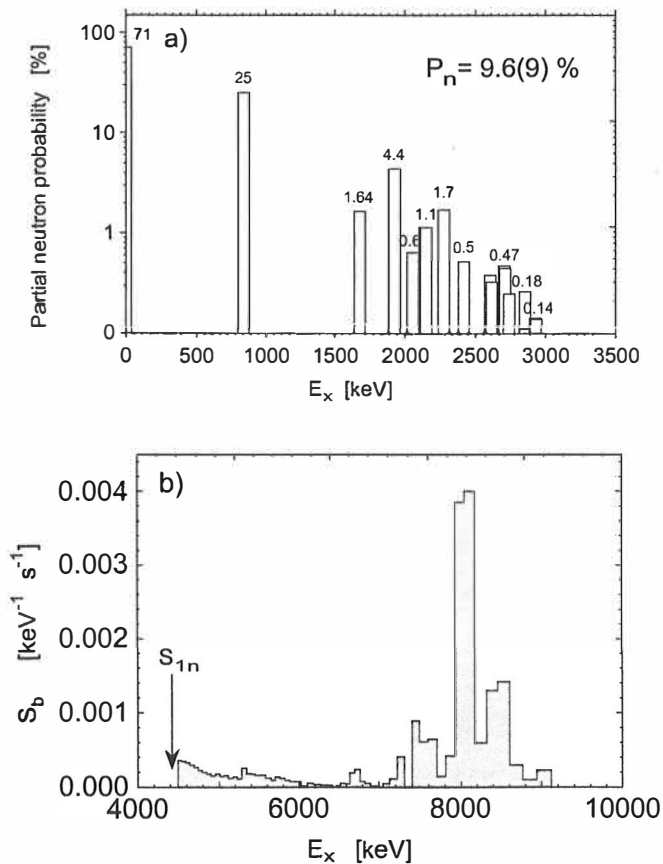 a)
P_n = 9.6(9) %
Partial neutron probability [%]
100
10
1
0
71
25
1.64
4.4
0.6
1.1
1.7
0.5
0.47
0.18
0.14
0 500 1000 1500 2000 2500 3000 3500
E_x [keV]
b)
S_b [keV^-1 s^-1]
0.004
0.003
0.002
0.001
0.000
S_1n
4000 6000 8000 10000
E_x [keV]